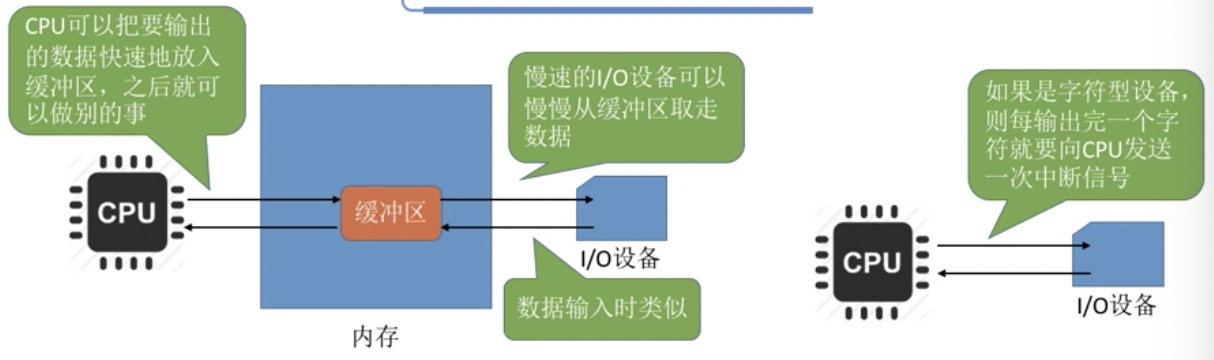 CPU可以把要输出
的数据快速地放入
缓冲区，之后就可
以做别的事
慢速的I/O设备可以
慢慢从缓冲区取走
数据
CPU
缓冲区
I/O设备
数据输入时类似
内存
如果是字符型设备，
则每输出完一个字
符就要向CPU发送
一次中断信号
CPU
I/O设备